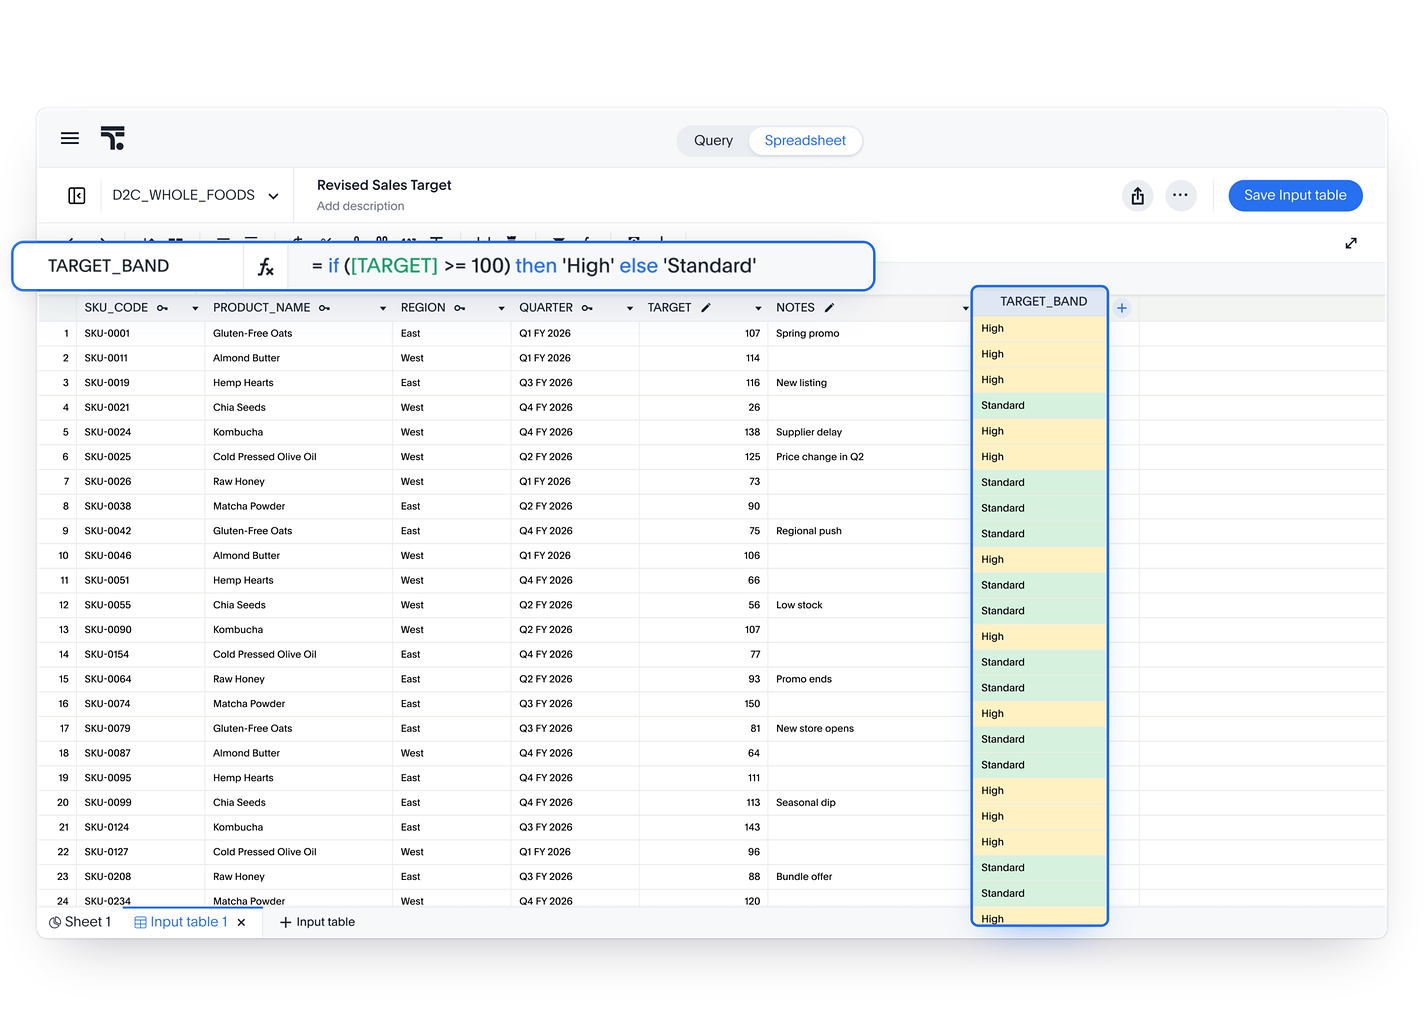 Query Spreadsheet
D2C_WHOLE_FOODS
Revised Sales Target
Add description
Save Input table
TARGET_BAND fx = if ([TARGET] >= 100) then 'High' else 'Standard'
SKU_CODE PRODUCT_NAME REGION QUARTER TARGET NOTES TARGET_BAND
1 SKU-0001 Gluten-Free Oats East Q1 FY 2026 107 Spring promo High
2 SKU-0011 Almond Butter West Q1 FY 2026 114 High
3 SKU-0019 Hemp Hearts East Q3 FY 2026 116 New listing High
4 SKU-0021 Chia Seeds West Q4 FY 2026 26 Standard
5 SKU-0024 Kombucha West Q4 FY 2026 138 Supplier delay High
6 SKU-0025 Cold Pressed Olive Oil West Q2 FY 2026 125 Price change in Q2 High
7 SKU-0026 Raw Honey West Q1 FY 2026 73 Standard
8 SKU-0038 Matcha Powder East Q2 FY 2026 90 Standard
9 SKU-0042 Gluten-Free Oats East Q4 FY 2026 75 Regional push Standard
10 SKU-0046 Almond Butter West Q1 FY 2026 106 High
11 SKU-0051 Hemp Hearts West Q4 FY 2026 66 Standard
12 SKU-0055 Chia Seeds West Q2 FY 2026 56 Low stock Standard
13 SKU-0090 Kombucha West Q2 FY 2026 107 High
14 SKU-0154 Cold Pressed Olive Oil East Q4 FY 2026 77 Standard
15 SKU-0064 Raw Honey East Q2 FY 2026 93 Promo ends Standard
16 SKU-0074 Matcha Powder East Q3 FY 2026 150 High
17 SKU-0079 Gluten-Free Oats East Q3 FY 2026 81 New store opens Standard
18 SKU-0087 Almond Butter West Q4 FY 2026 64 Standard
19 SKU-0095 Hemp Hearts East Q4 FY 2026 111 High
20 SKU-0099 Chia Seeds East Q4 FY 2026 113 Seasonal dip High
21 SKU-0124 Kombucha East Q3 FY 2026 143 High
22 SKU-0127 Cold Pressed Olive Oil West Q1 FY 2026 96 Standard
23 SKU-0208 Raw Honey East Q3 FY 2026 88 Bundle offer Standard
24 SKU-0234 Matcha Powder West Q4 FY 2026 120 High
Sheet 1 Input table 1 Input table